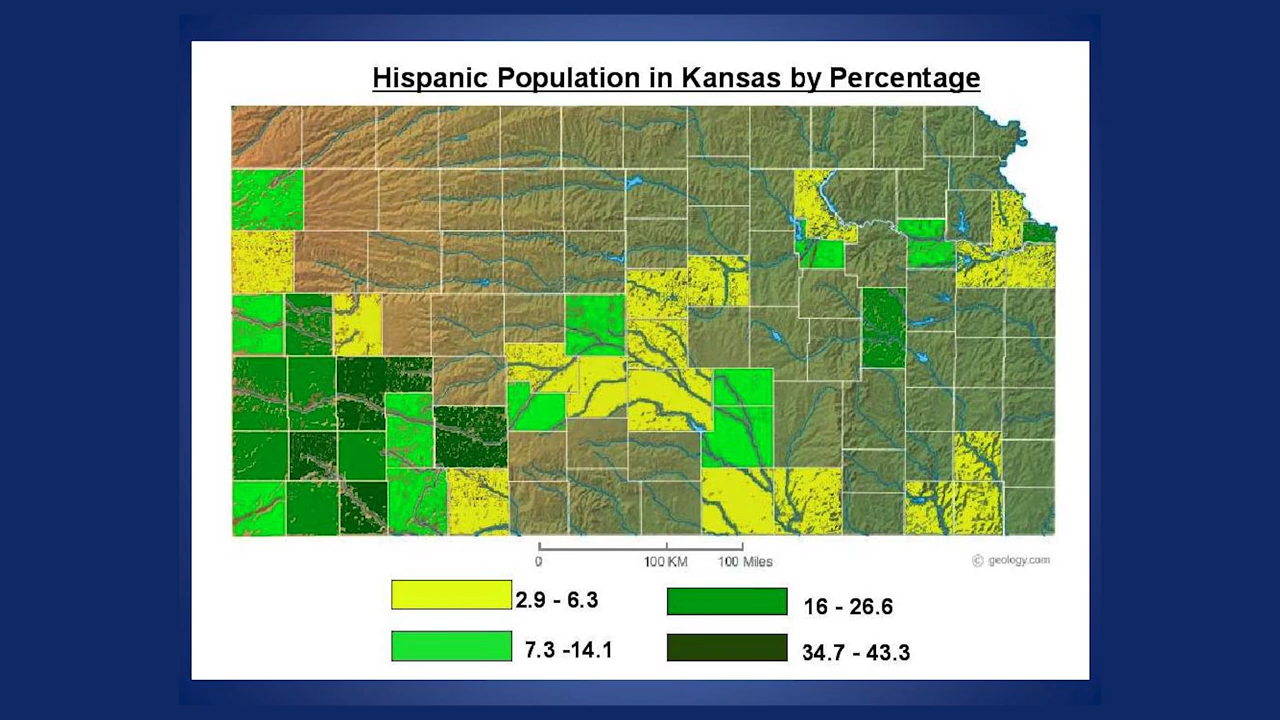 Hispanic Population in Kansas by Percentage
0 100 KM 100 Miles
© geology.com
2.9 - 6.3
16 - 26.6
7.3 -14.1
34.7 - 43.3